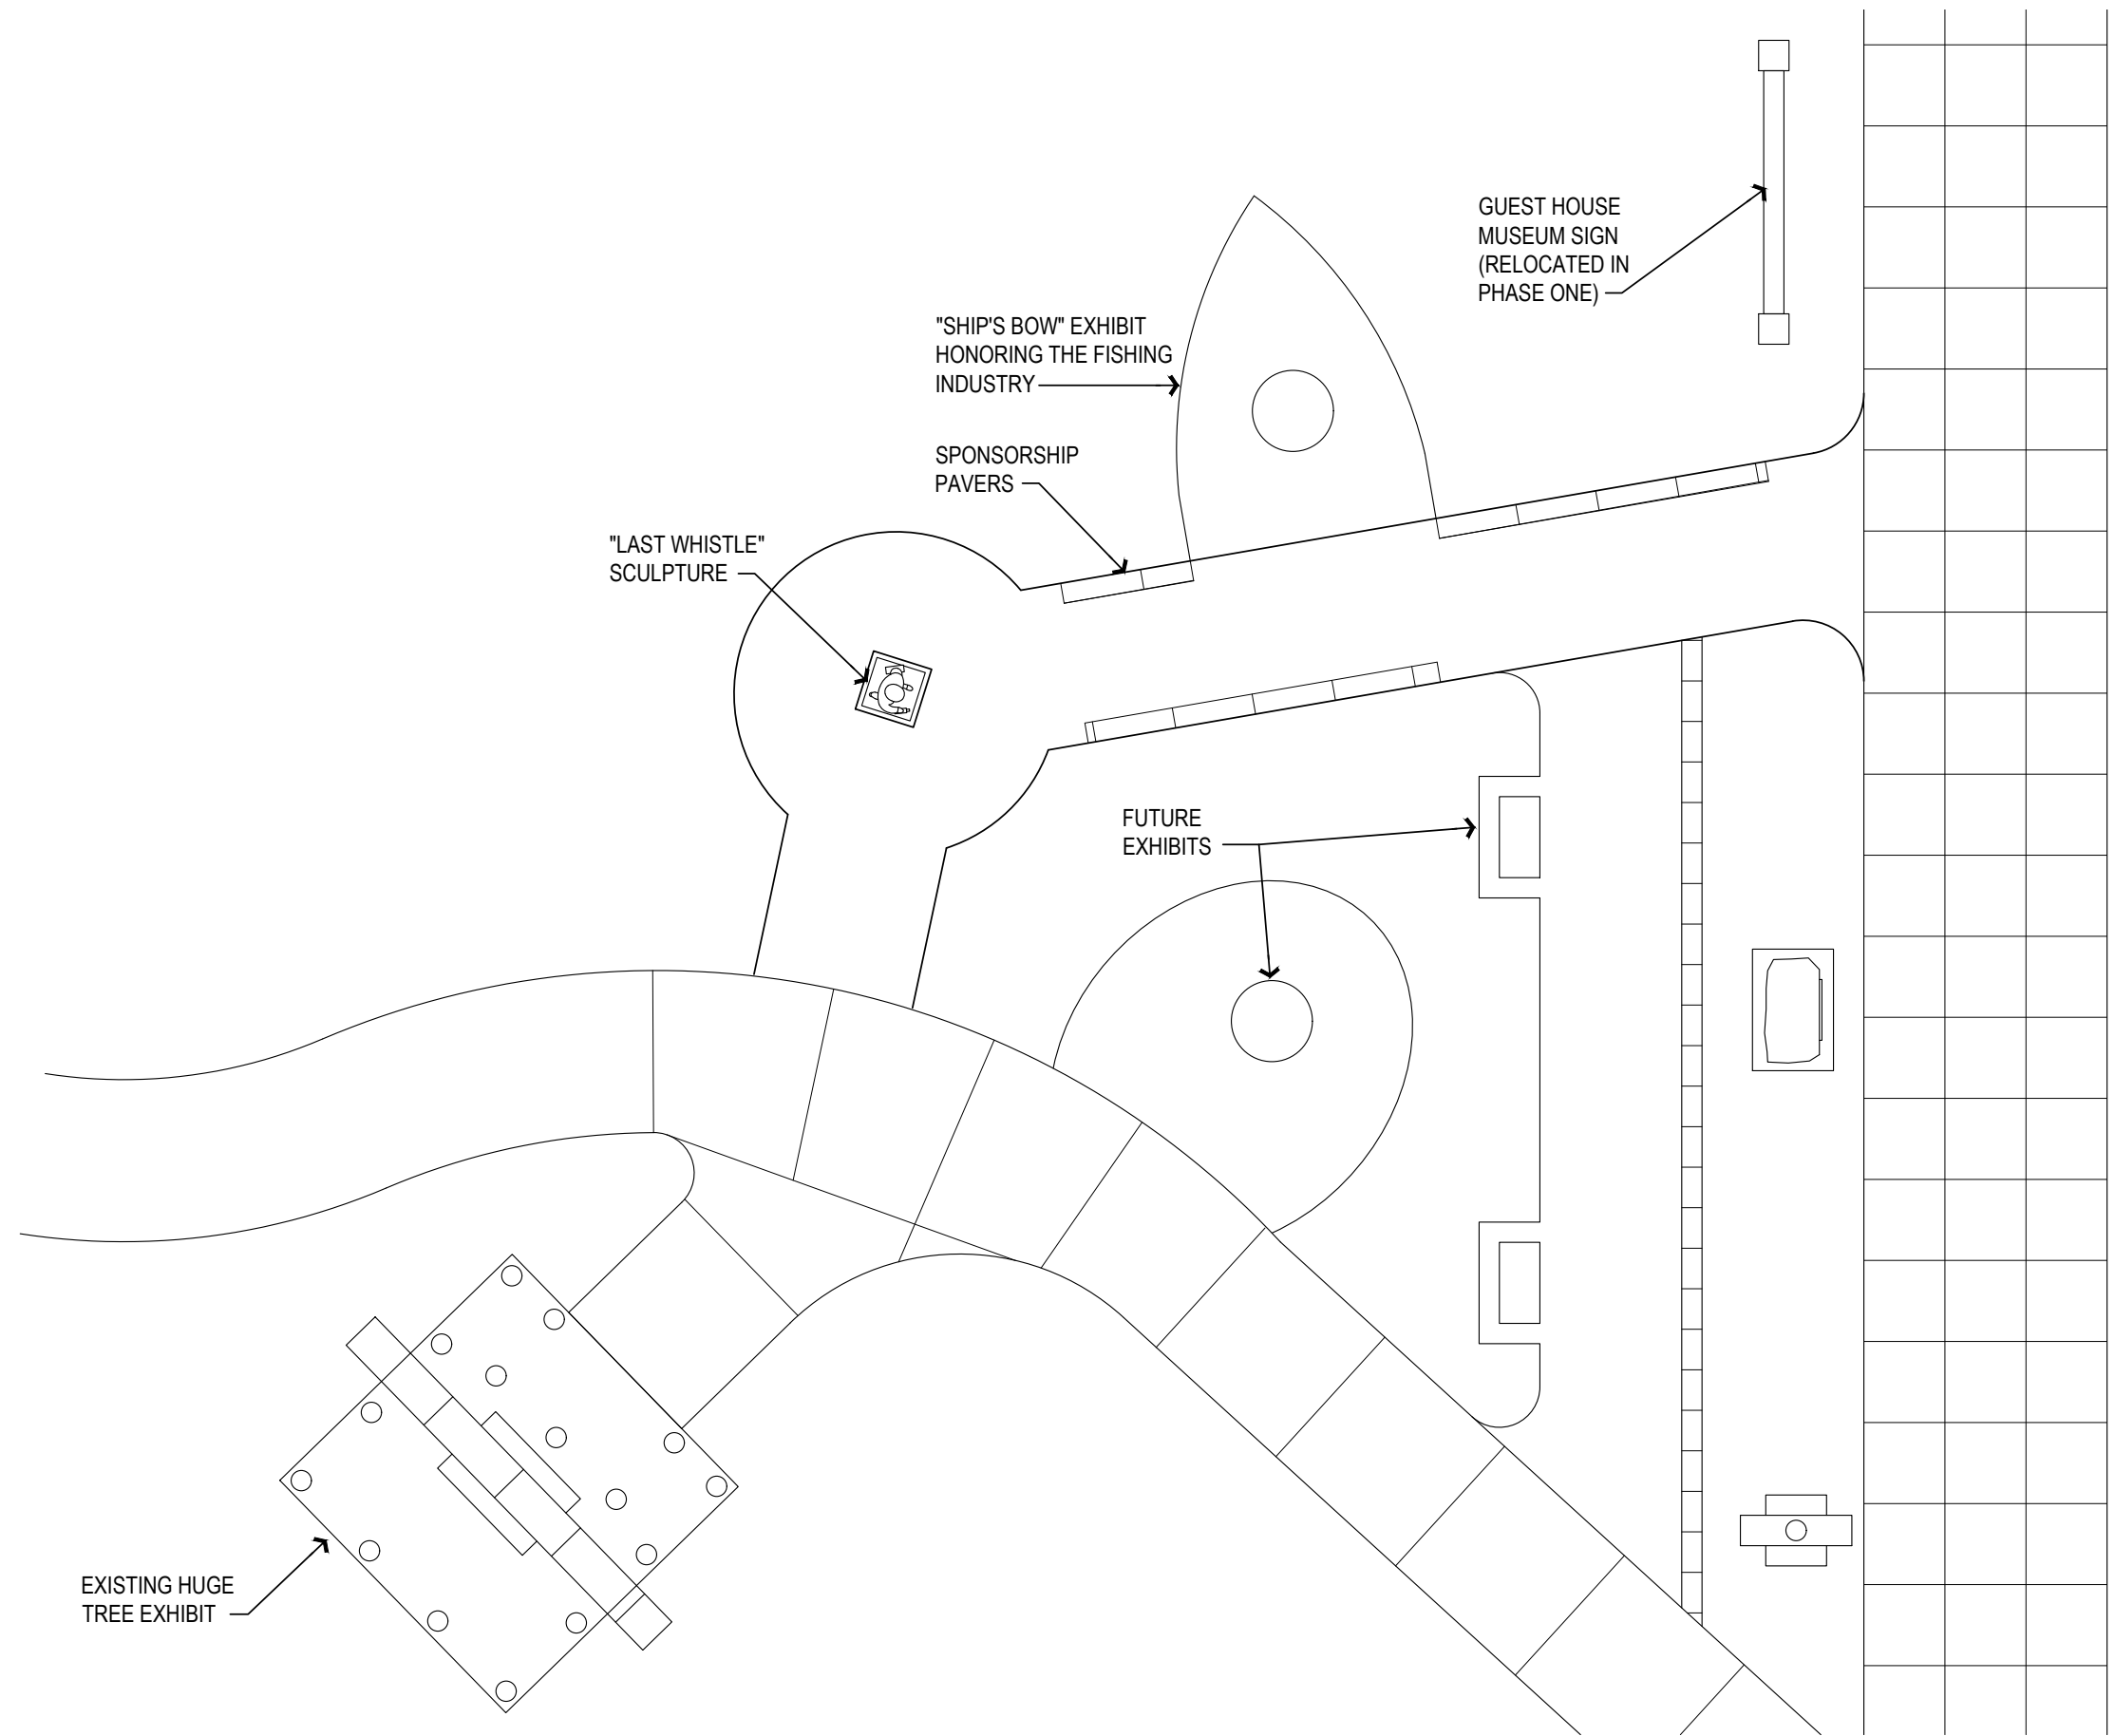 GUEST HOUSE
MUSEUM SIGN
(RELOCATED IN
PHASE ONE)
"SHIP'S BOW" EXHIBIT
HONORING THE FISHING
INDUSTRY
SPONSORSHIP
PAVERS
"LAST WHISTLE"
SCULPTURE
FUTURE
EXHIBITS
EXISTING HUGE
TREE EXHIBIT